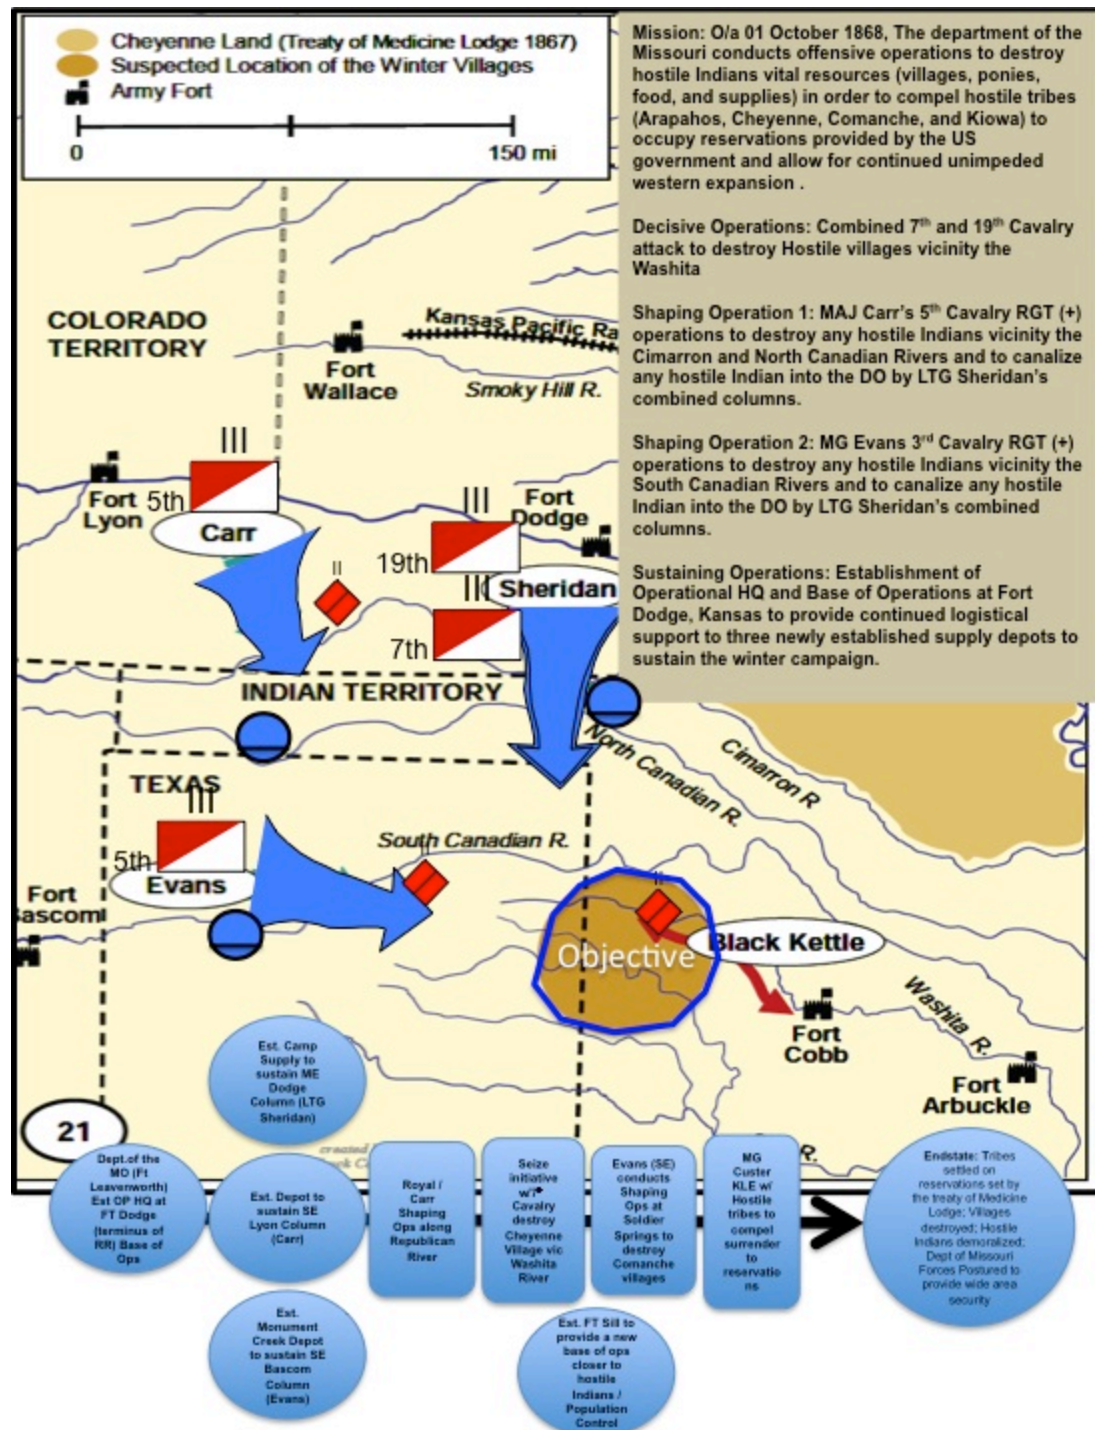 Cheyenne Land (Treaty of Medicine Lodge 1867)
Suspected Location of the Winter Villages
Army Fort
0
150 mi
Mission: O/a 01 October 1868, The department of the
Missouri conducts offensive operations to destroy
hostile Indians vital resources (villages, ponies,
food, and supplies) in order to compel hostile tribes
(Arapahos, Cheyenne, Comanche, and Kiowa) to
occupy reservations provided by the US
government and allow for continued unimpeded
western expansion .
Decisive Operations: Combined 7th and 19th Cavalry
attack to destroy Hostile villages vicinity the
Washita
Shaping Operation 1: MAJ Carr's 5th Cavalry RGT (+)
operations to destroy any hostile Indians vicinity the
Cimarron and North Canadian Rivers and to canalize
any hostile Indian into the DO by LTG Sheridan's
combined columns.
Shaping Operation 2: MG Evans 3rd Cavalry RGT (+)
operations to destroy any hostile Indians vicinity the
South Canadian Rivers and to canalize any hostile
Indian into the DO by LTG Sheridan's combined
columns.
Sustaining Operations: Establishment of
Operational HQ and Base of Operations at Fort
Dodge, Kansas to provide continued logistical
support to three newly established supply depots to
sustain the winter campaign.
COLORADO
TERRITORY
Kansas Pacific Ra
Fort
Wallace
Smoky Hill R.
III
Fort
Lyon
5th
Carr
III
Fort
Dodge
19th
II
III
Sheridan
7th
INDIAN TERRITORY
North Canadian R.
Cimarron R
TEXAS
III
South Canadian R.
5th
Evans
II
Fort
Bascom
II
Objective
Black Kettle
Washita R.
Fort
Cobb
Fort
Arbuckle
21
created
R.
Est. Camp
Supply to
sustain ME
Dodge
Column (LTG
Sheridan)
Dept.of the
MO (Ft
Leavenworth)
Est OP HQ at
FT Dodge
(terminus of
RR) Base of
Ops
Est. Depot to
sustain SE
Lyon Column
(Carr)
Est.
Monument
Creek Depot
to sustain SE
Bascom
Column
(Evans)
Royal /
Carr
Shaping
Ops along
Republican
River
Seize
initiative
w/
Cavalry
destroy
Cheyenne
Village vic
Washita
River
Evans (SE)
conducts
Shaping
Ops at
Soldier
Springs to
destroy
Comanche
villages
Est. FT Sill to
provide a new
base of ops
closer to
hostile
Indians /
Population
Control
MG
Custer
KLE w/
Hostile
tribes to
compel
surrender
to
reservatio
ns
Endstate: Tribes
settled on
reservations set by
the treaty of Medicine
Lodge; Villages
destroyed; Hostile
Indians demoralized;
Dept of Missouri
Forces Postured to
provide wide area
security